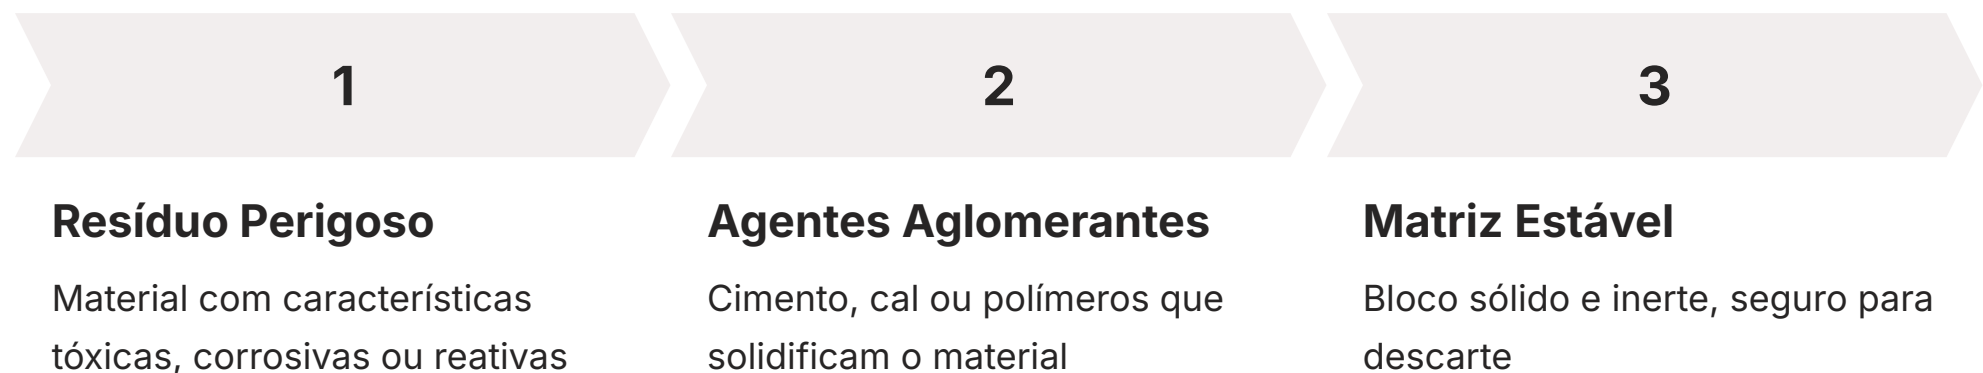 1
2
3
Resíduo Perigoso
Material com características
tóxicas, corrosivas ou reativas
Agentes Aglomerantes
Cimento, cal ou polímeros que
solidificam o material
Matriz Estável
Bloco sólido e inerte, seguro para
descarte